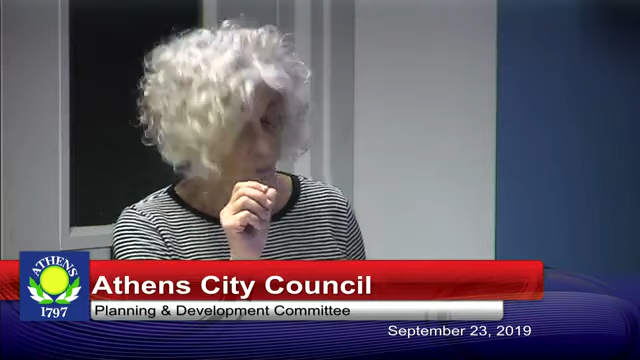 ATHENS
1797
Athens City Council
Planning & Development Committee
September 23, 2019